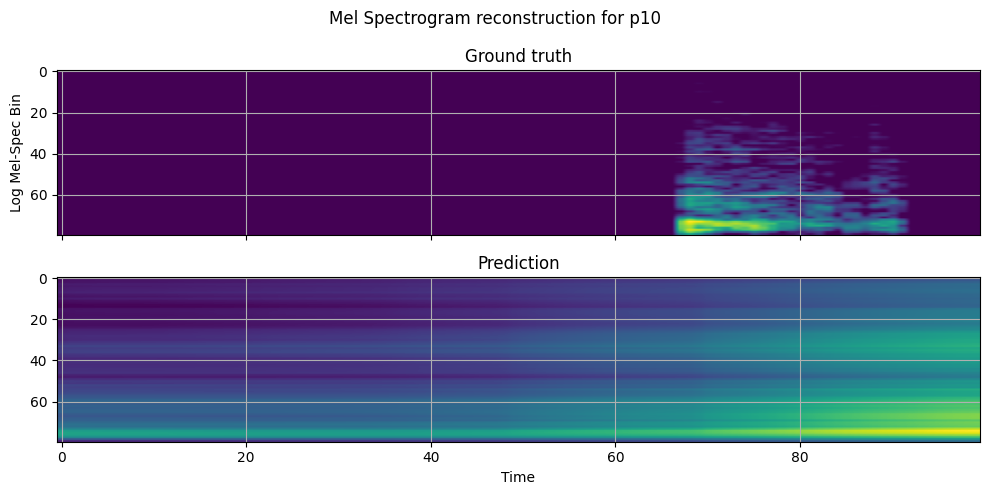 Mel Spectrogram reconstruction for p10
Ground truth
Log Mel-Spec Bin
0
20
40
60
Prediction
0
20
40
60
0 20 40 60 80
Time